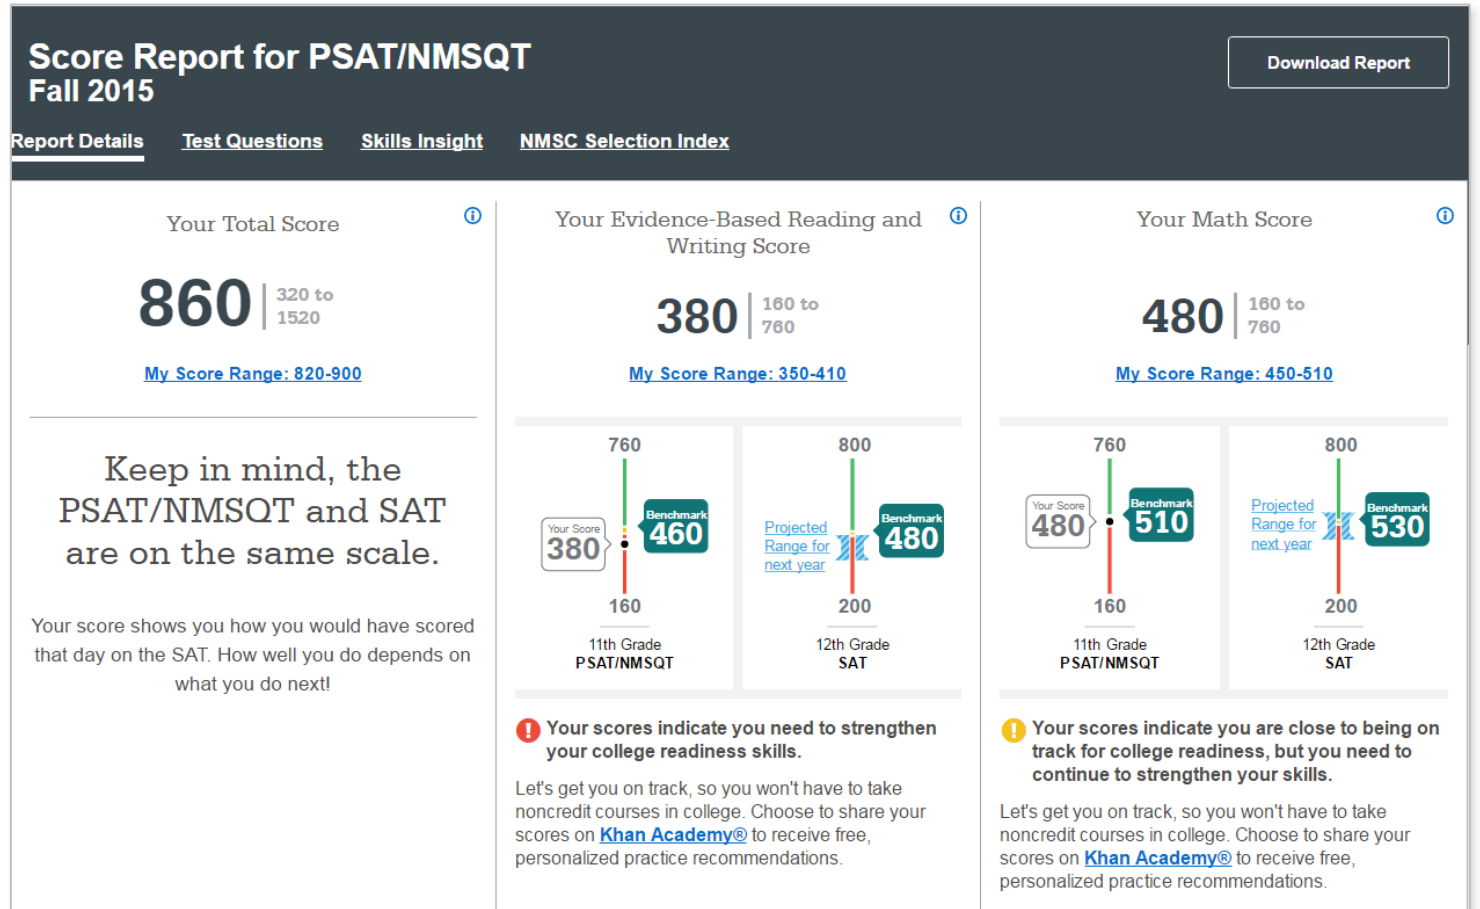 Score Report for PSAT/NMSQT
Fall 2015
Download Report
Report Details
Test Questions
Skills Insight
NMSC Selection Index
Your Total Score
860
320 to
1520
My Score Range: 820-900
Keep in mind, the
PSAT/NMSQT and SAT
are on the same scale.
Your score shows you how you would have scored
that day on the SAT. How well you do depends on
what you do next!
Your Evidence-Based Reading and
Writing Score
380
160 to
760
My Score Range: 350-410
760
Your Score
380
Benchmark
460
160
11th Grade
PSAT/NMSQT
800
Projected
Range for
next year
Benchmark
480
200
12th Grade
SAT
Your scores indicate you need to strengthen
your college readiness skills.
Let's get you on track, so you won't have to take
noncredit courses in college. Choose to share your
scores on Khan Academy® to receive free,
personalized practice recommendations.
Your Math Score
480
160 to
760
My Score Range: 450-510
760
Your Score
480
Benchmark
510
160
11th Grade
PSAT/NMSQT
800
Projected
Range for
next year
Benchmark
530
200
12th Grade
SAT
Your scores indicate you are close to being on
track for college readiness, but you need to
continue to strengthen your skills.
Let's get you on track, so you won't have to take
noncredit courses in college. Choose to share your
scores on Khan Academy® to receive free,
personalized practice recommendations.